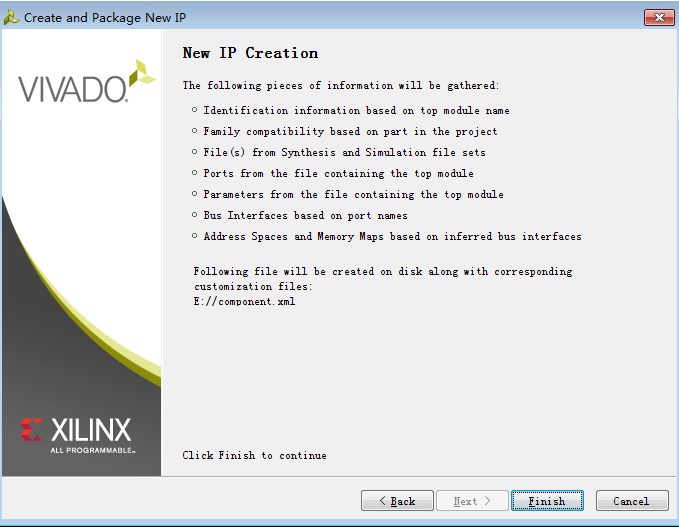 Create and Package New IP
VIVADO.
New IP Creation
The following pieces of information will be gathered:
Identification information based on top module name
Family compatibility based on part in the project
File(s) from Synthesis and Simulation file sets
Ports from the file containing the top module
Parameters from the file containing the top module
Bus Interfaces based on port names
Address Spaces and Memory Maps based on inferred bus interfaces
Following file will be created on disk along with corresponding
customization files:
E://component.xml
XILINX
ALL PROGRAMMABLE™
Click Finish to continue
< Back Next > Finish Cancel